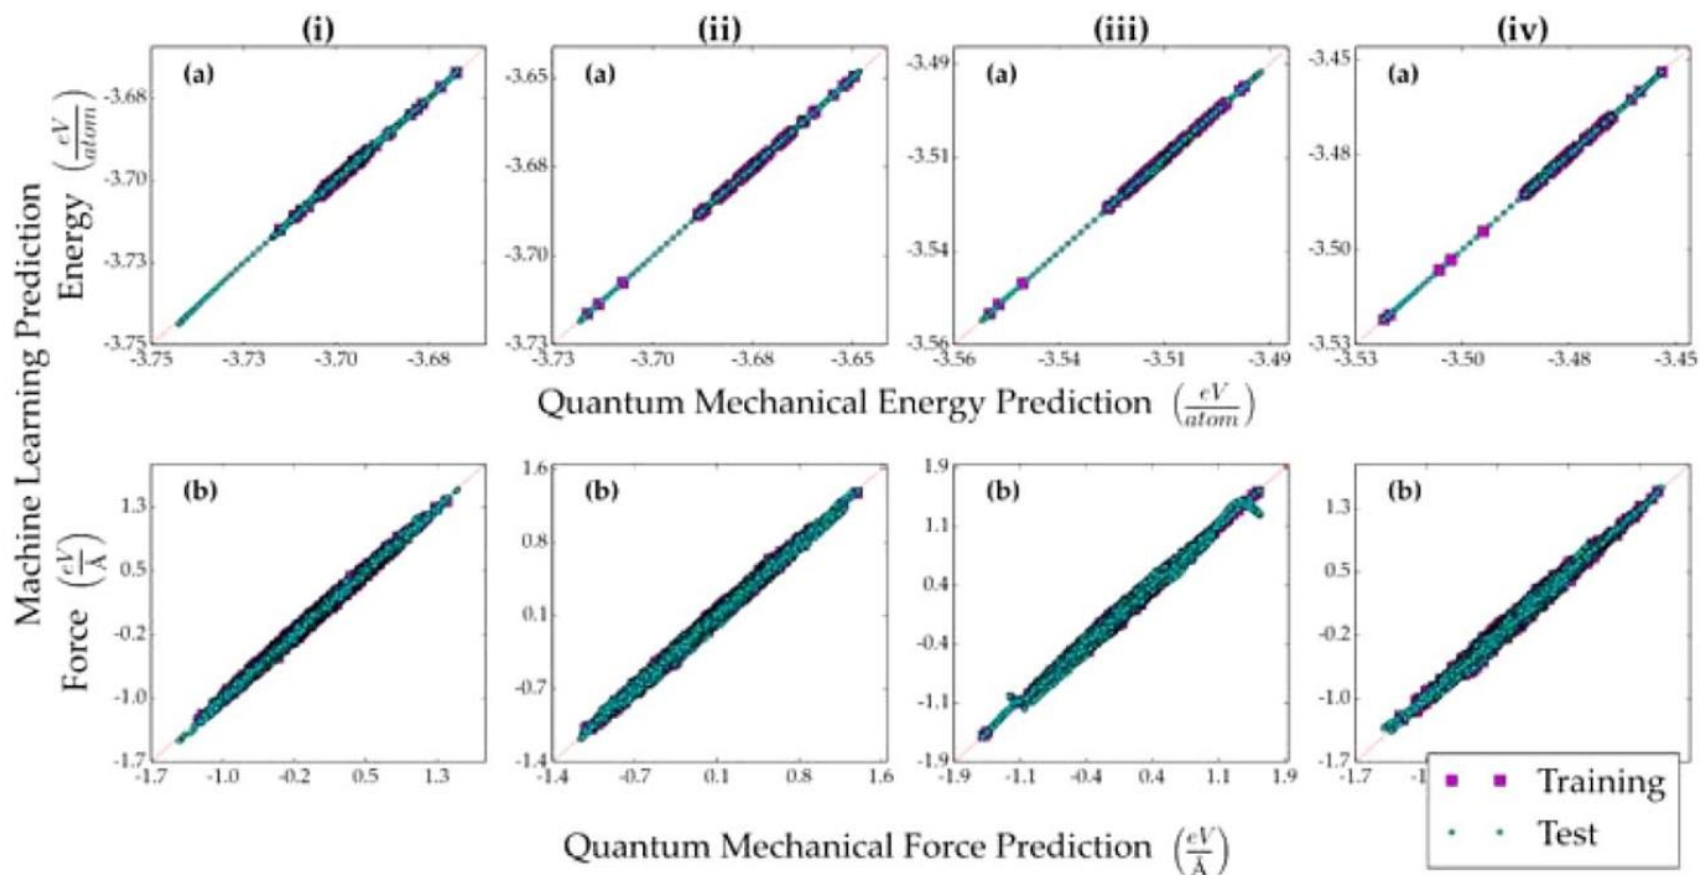 (i) (ii) (iii) (iv)
Machine Learning Prediction
Energy (eV/atom)
(a)
-3.68
-3.70
-3.73
-3.75
-3.75 -3.73 -3.70 -3.68
(a)
-3.65
-3.68
-3.70
-3.73
-3.73 -3.70 -3.68 -3.65
(a)
-3.49
-3.51
-3.54
-3.56
-3.56 -3.54 -3.51 -3.49
(a)
-3.45
-3.48
-3.50
-3.53
-3.53 -3.50 -3.48 -3.45
Quantum Mechanical Energy Prediction (eV/atom)
Force (eV/Å)
(b)
1.3
0.5
-0.2
-1.0
-1.7
-1.7 -1.0 -0.2 0.5 1.3
(b)
1.6
0.8
0.1
-0.7
-1.4
-1.4 -0.7 0.1 0.8 1.6
(b)
1.9
1.1
0.4
-0.4
-1.1
-1.9
-1.9 -1.1 -0.4 0.4 1.1 1.9
(b)
1.3
0.5
-0.2
-1.0
-1.7
-1.7
Training
Test
Quantum Mechanical Force Prediction (eV/Å)